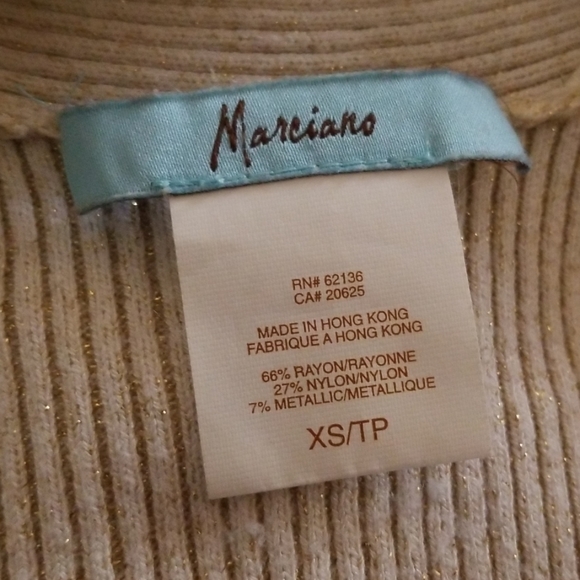 Marciano
RN# 62136
CA# 20625
MADE IN HONG KONG
FABRIQUE A HONG KONG
66% RAYON/RAYONNE
27% NYLON/NYLON
7% METALLIC/METALLIQUE
XS/TP